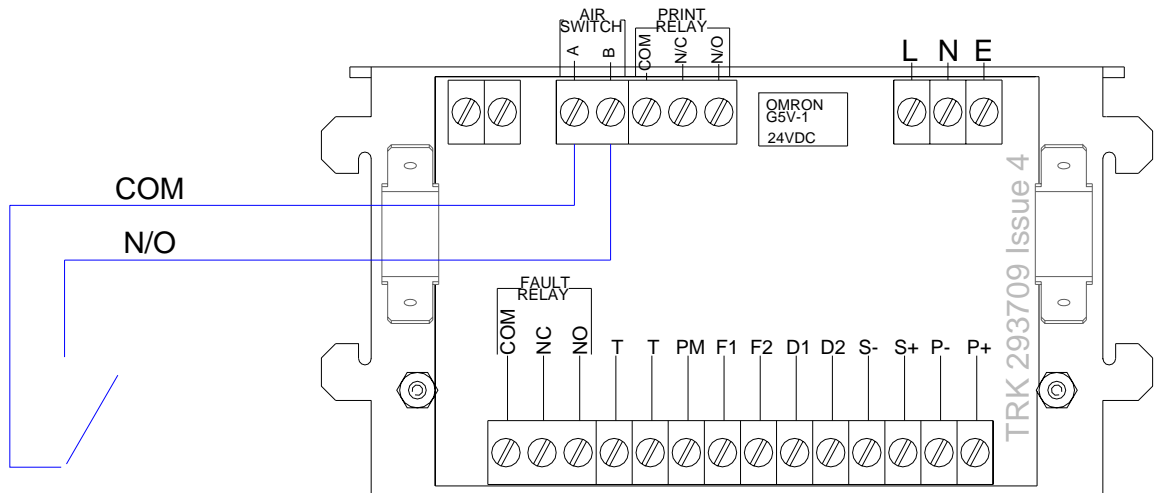 AIR
SWITCH
PRINT
RELAY
A
B
COM
N/C
N/O
L N E
OMRON
G5V-1
24VDC
COM
N/O
TRK 293709 Issue 4
FAULT
RELAY
COM
NC
NO
T T PM F1 F2 D1 D2 S- S+ P- P+